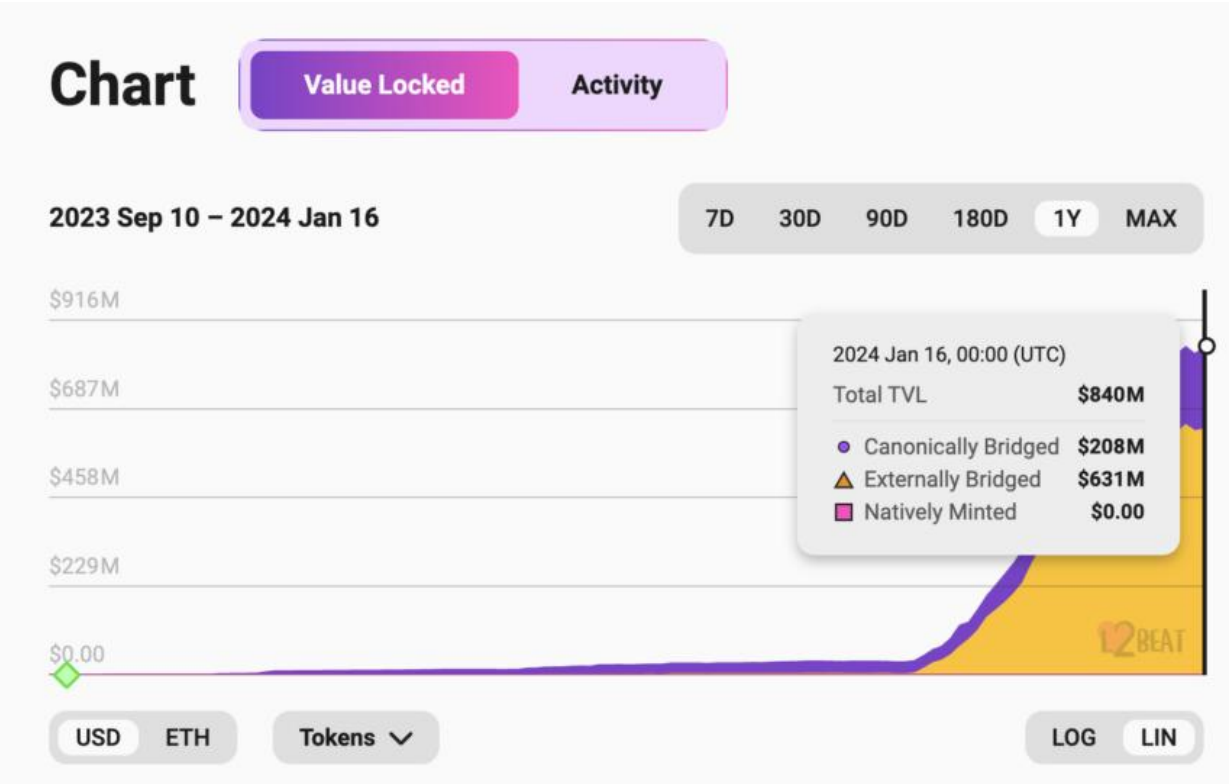 Chart
Value Locked
Activity
2023 Sep 10 – 2024 Jan 16
7D 30D 90D 180D 1Y MAX
$916M
$687M
$458M
$229M
$0.00
2024 Jan 16, 00:00 (UTC)
Total TVL $840M
Canonically Bridged $208M
Externally Bridged $631M
Natively Minted $0.00
L2BEAT
USD ETH
Tokens
LOG LIN